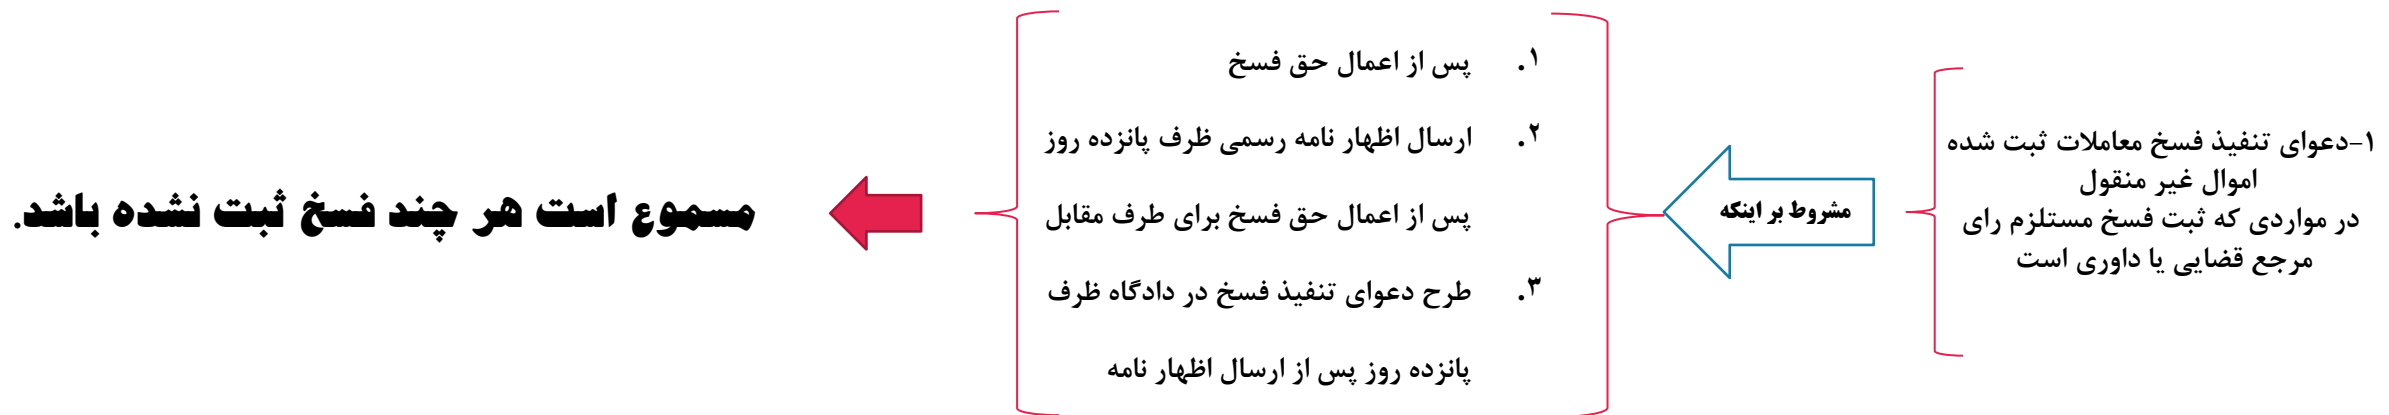 ۱-دعوای تنفیذ فسخ معاملات ثبت شده
اموال غیر منقول
در مواردی که ثبت فسخ مستلزم رای
مرجع قضایی یا داوری است
مشروط بر اینکه
۱. پس از اعمال حق فسخ
۲. ارسال اظهار نامه رسمی ظرف پانزده روز
پس از اعمال حق فسخ برای طرف مقابل
۳. طرح دعوای تنفیذ فسخ در دادگاه ظرف
پانزده روز پس از ارسال اظهار نامه
مسموع است هر چند فسخ ثبت نشده باشد.